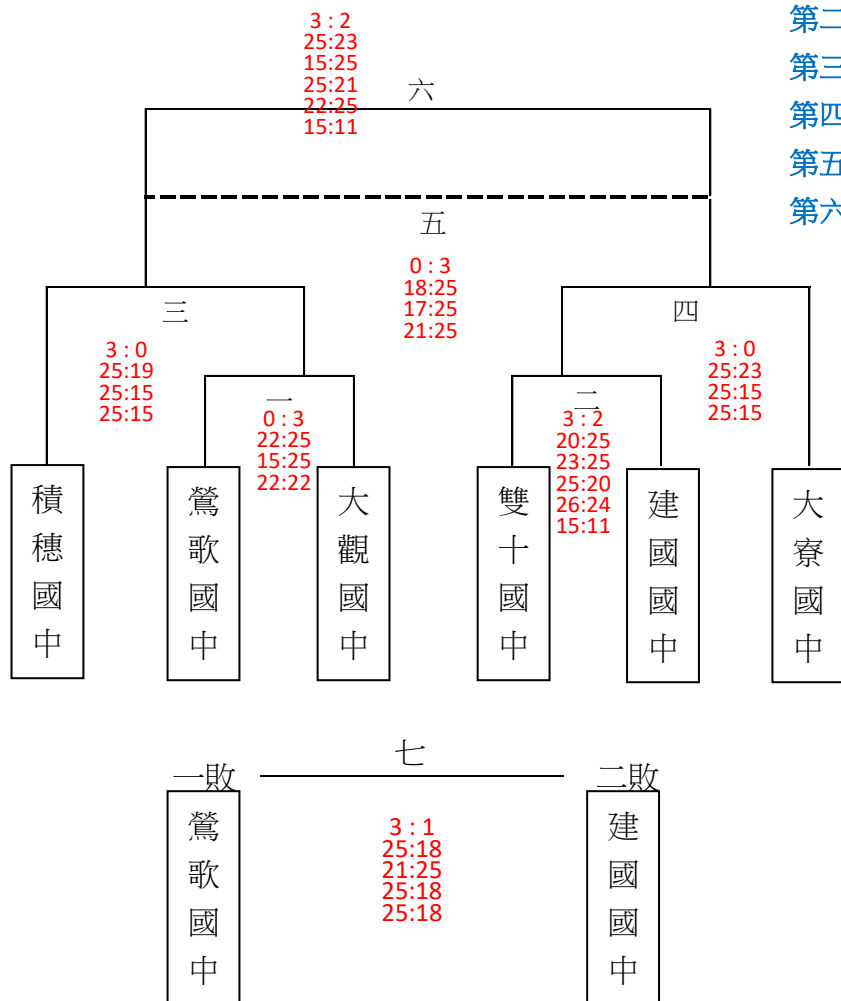 3 : 2
25:23
15:25
25:21
22:25
15:11
六
第二
第三
第四
第五
第六
五
0 : 3
18:25
17:25
21:25
三
3 : 0
25:19
25:15
25:15
四
3 : 0
25:23
25:15
25:15
一
0 : 3
22:25
15:25
22:22
二
3 : 2
20:25
23:25
25:20
26:24
15:11
積穗國中
鶯歌國中
大觀國中
雙十國中
建國國中
大寮國中
七
一敗
二敗
鶯歌國中
3 : 1
25:18
21:25
25:18
25:18
建國國中